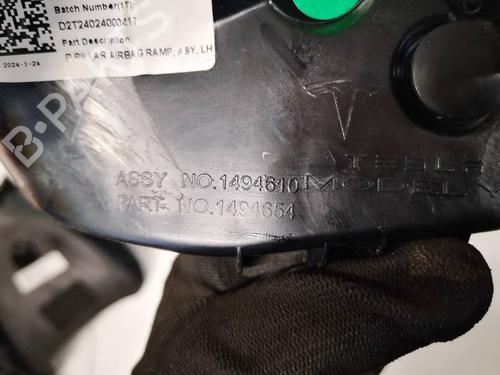 Batch Number(1T):
D2T24024000417
Part Description:
2024-1-24 PILLAR AIRBAG RAMP, ASY, LH
B-PARTS
TESLA
ASSY NO.1494610 MODEL Y
PART NO.1494654